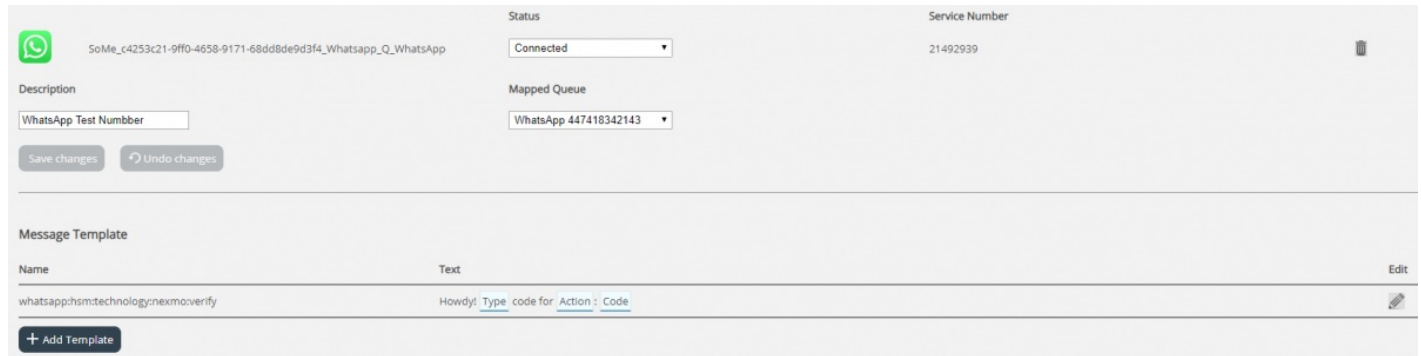 Status
Service Number
SoMe_c4253c21-9ff0-4658-9171-68dd8de9d3f4_Whatsapp_Q_WhatsApp
Connected
21492939
Description
Mapped Queue
WhatsApp Test Numbber
WhatsApp 447418342143
Save changes
Undo changes
Message Template
Name
Text
Edit
whatsapp:hsm:technology:nexmo:verify
Howdy! Type code for Action : Code
+ Add Template